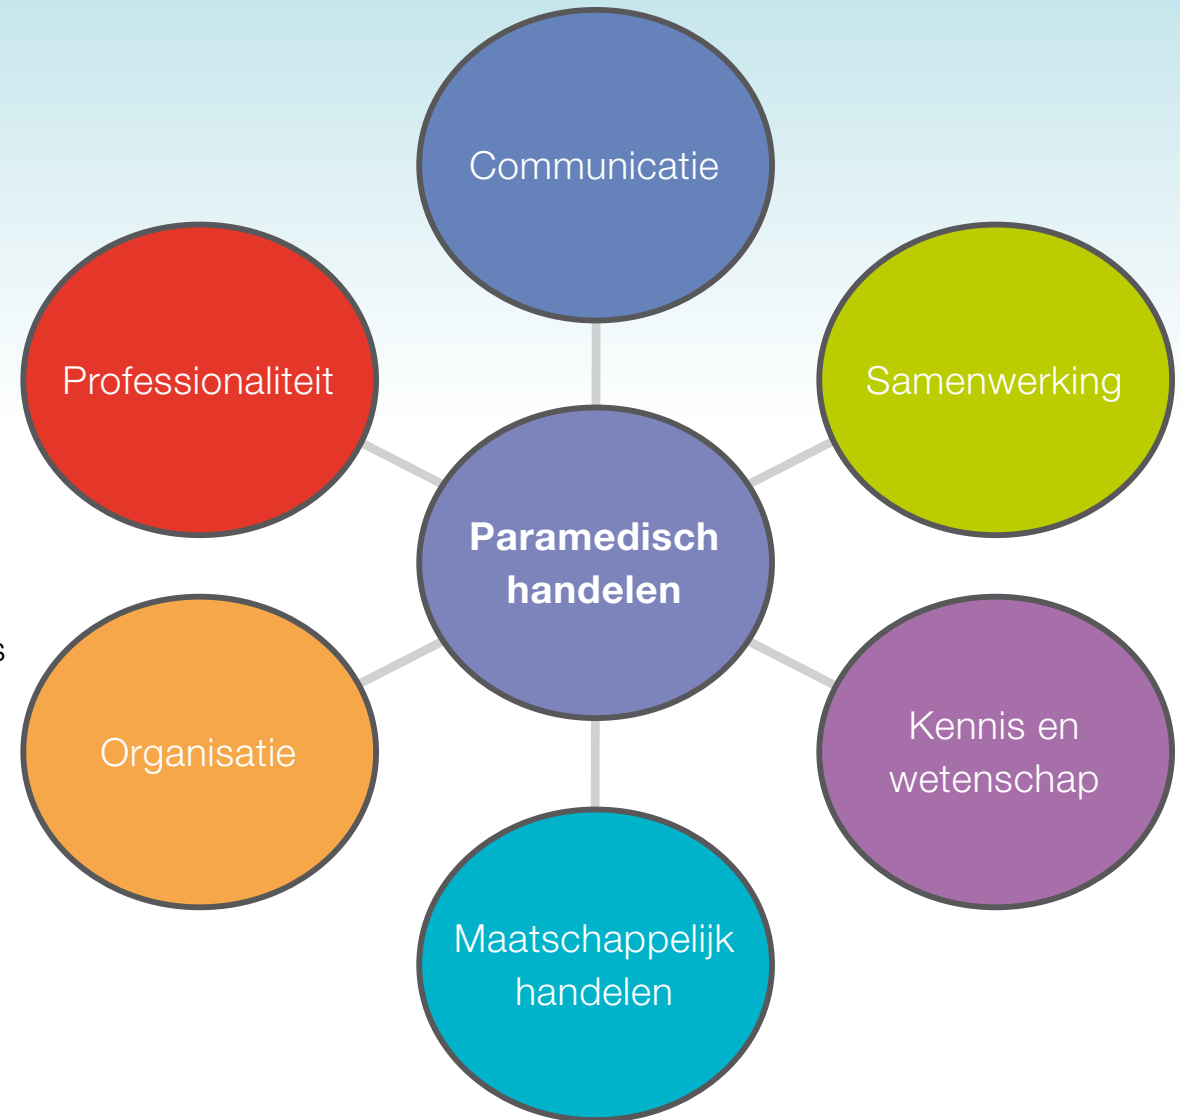 Communicatie
Professionaliteit
Samenwerking
Paramedisch
handelen
s
Organisatie
Kennis en
wetenschap
Maatschappelijk
handelen